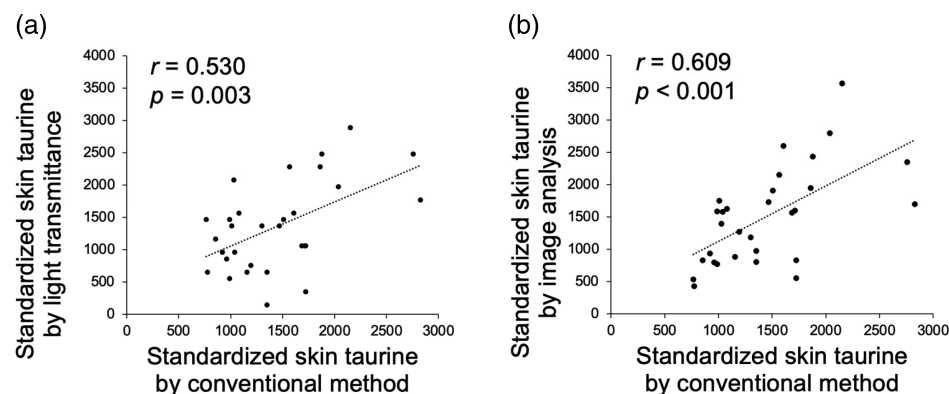 (a)
r = 0.530
p = 0.003
4000
3500
3000
2500
2000
1500
1000
500
0
Standardized skin taurine
by light transmittance
0 500 1000 1500 2000 2500 3000
Standardized skin taurine
by conventional method
(b)
r = 0.609
p < 0.001
4000
3500
3000
2500
2000
1500
1000
500
0
Standardized skin taurine
by image analysis
0 500 1000 1500 2000 2500 3000
Standardized skin taurine
by conventional method